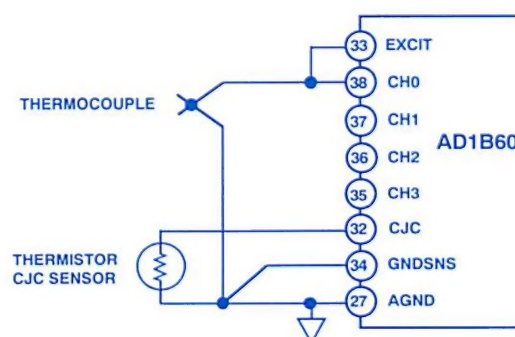 33 EXCIT
38 CH0
THERMOCOUPLE
37 CH1
AD1B60
36 CH2
35 CH3
32 CJC
THERMISTOR
CJC SENSOR
34 GNDSNS
27 AGND